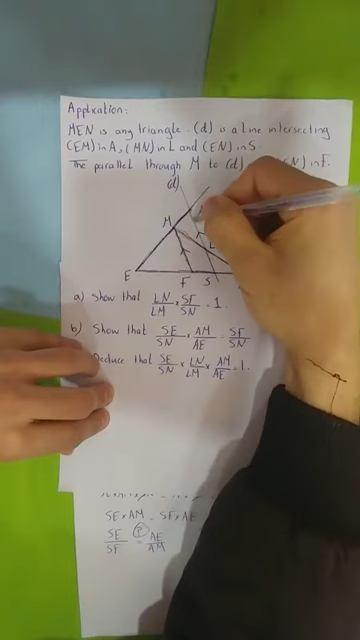 Application:
MEN is any triangle. (d) is a line intersecting
(EM) in A, (MN) in L and (EN) in S.
The parallel through M to (d) EN) in F.
(d)
M
L
E F S
a) Show that LN/LM × SF/SN = 1.
b) Show that SE/SN × AM/AE = SF/SN
Deduce that SE/SN × LN/LM × AM/AE = 1.
SE × AM = SF × AE
SE/SF = AE/AM